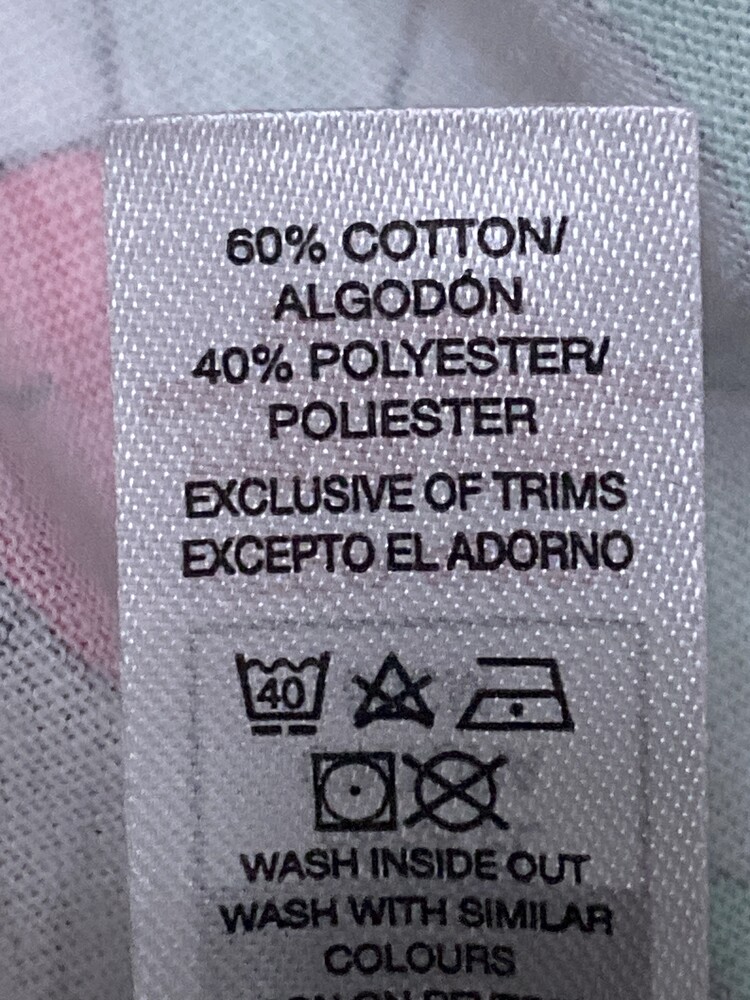 60% COTTON/
ALGODÓN
40% POLYESTER/
POLIESTER
EXCLUSIVE OF TRIMS
EXCEPTO EL ADORNO
40
WASH INSIDE OUT
WASH WITH SIMILAR
COLOURS